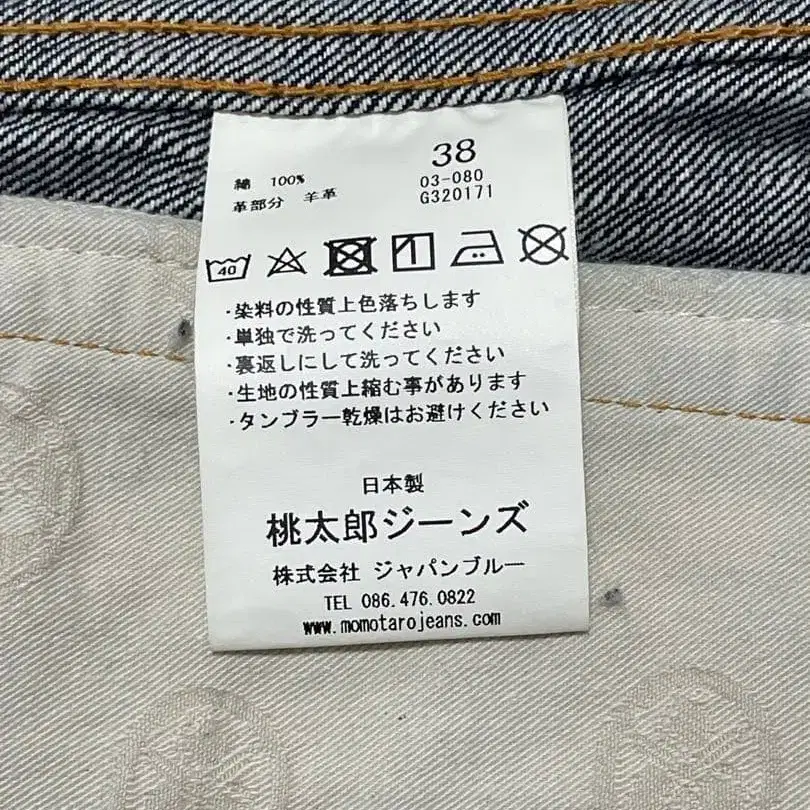 38
綿 100%
03-080
革部分 羊革
G320171
40
・染料の性質上色落ちします
・単独で洗ってください
・裏返しにして洗ってください
・生地の性質上縮む事があります
・タンブラー乾燥はお避けください
日本製
桃太郎ジーンズ
株式会社 ジャパンブルー
TEL 086.476.0822
www.momotarojeans.com